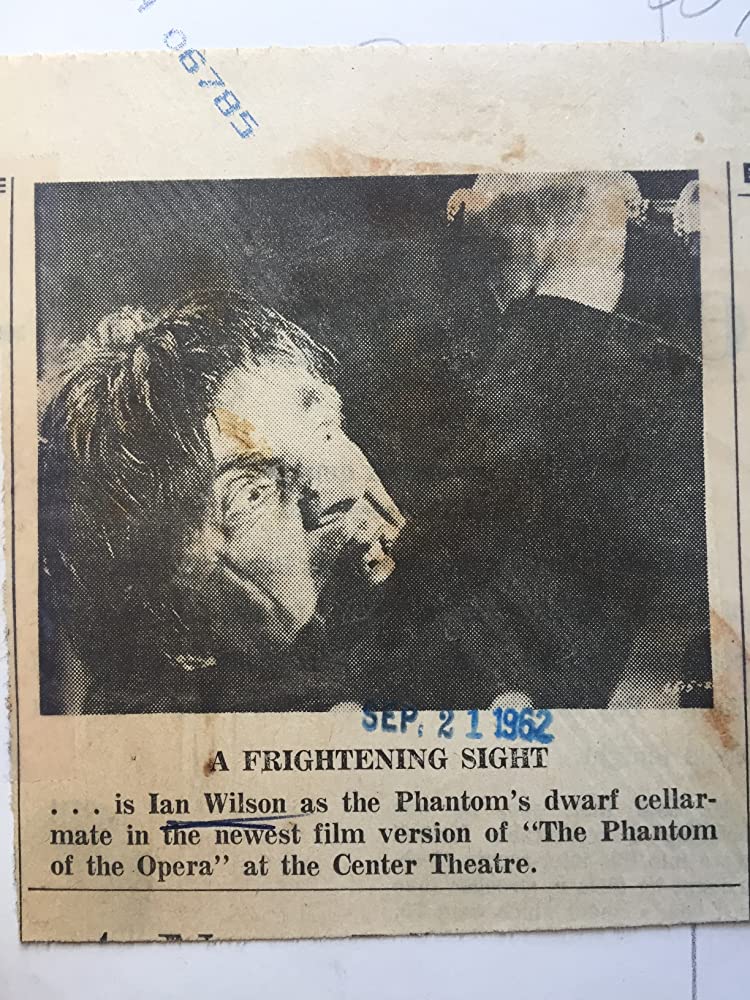 06785
SEP. 21 1962
A FRIGHTENING SIGHT
. . . is Ian Wilson as the Phantom's dwarf cellar-
mate in the newest film version of "The Phantom
of the Opera" at the Center Theatre.